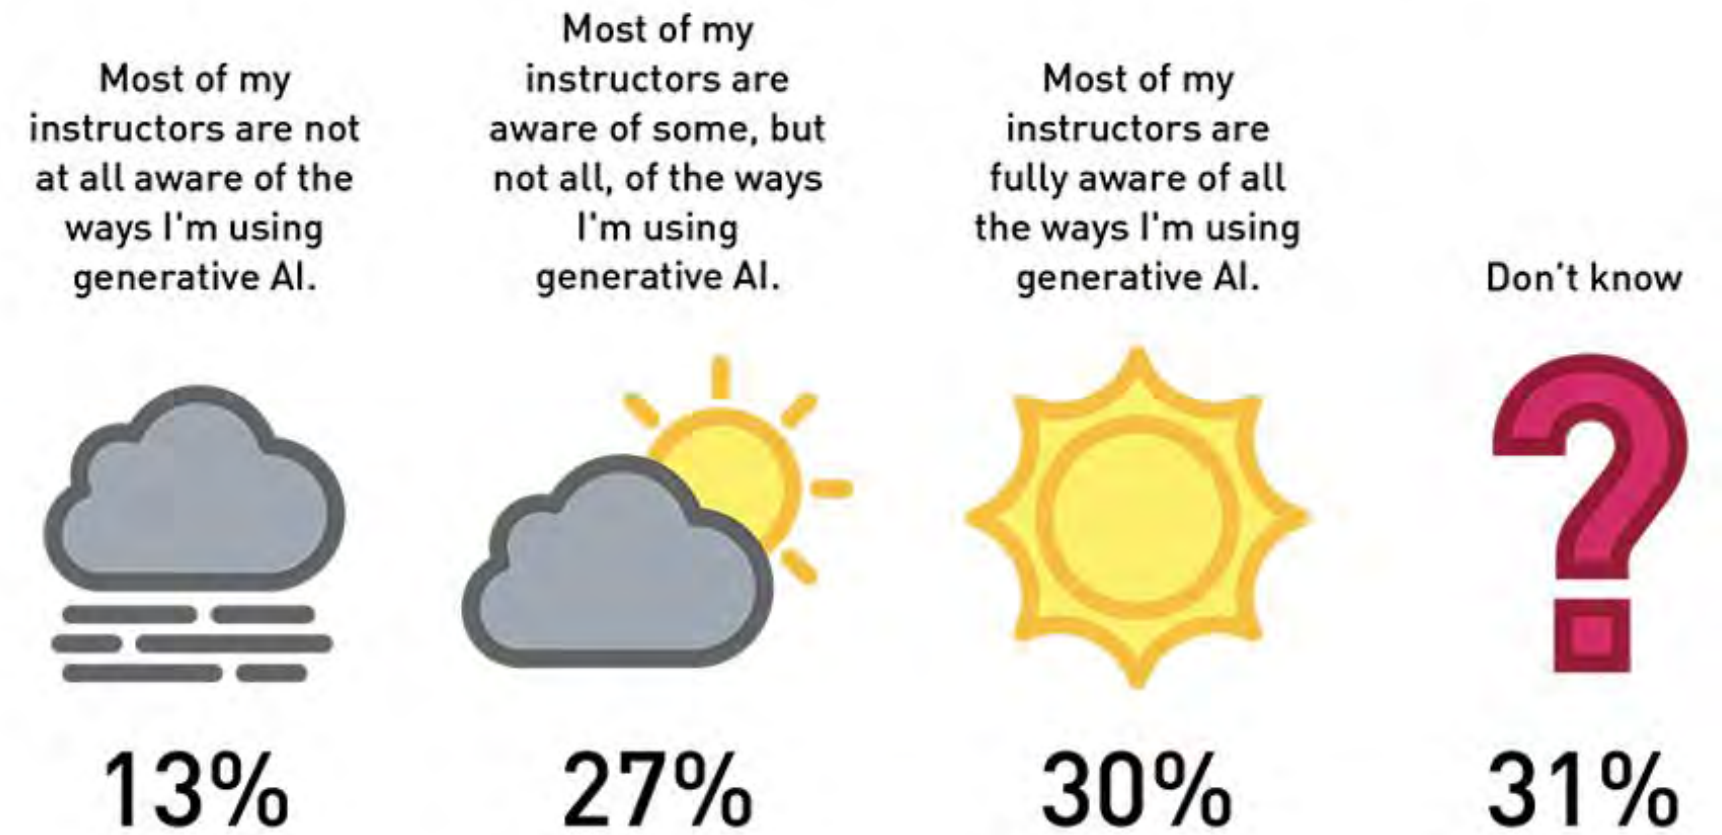 Most of my
instructors are not
at all aware of the
ways I'm using
generative AI.
13%
Most of my
instructors are
aware of some, but
not all, of the ways
I'm using
generative AI.
27%
Most of my
instructors are
fully aware of all
the ways I'm using
generative AI.
30%
Don't know
31%